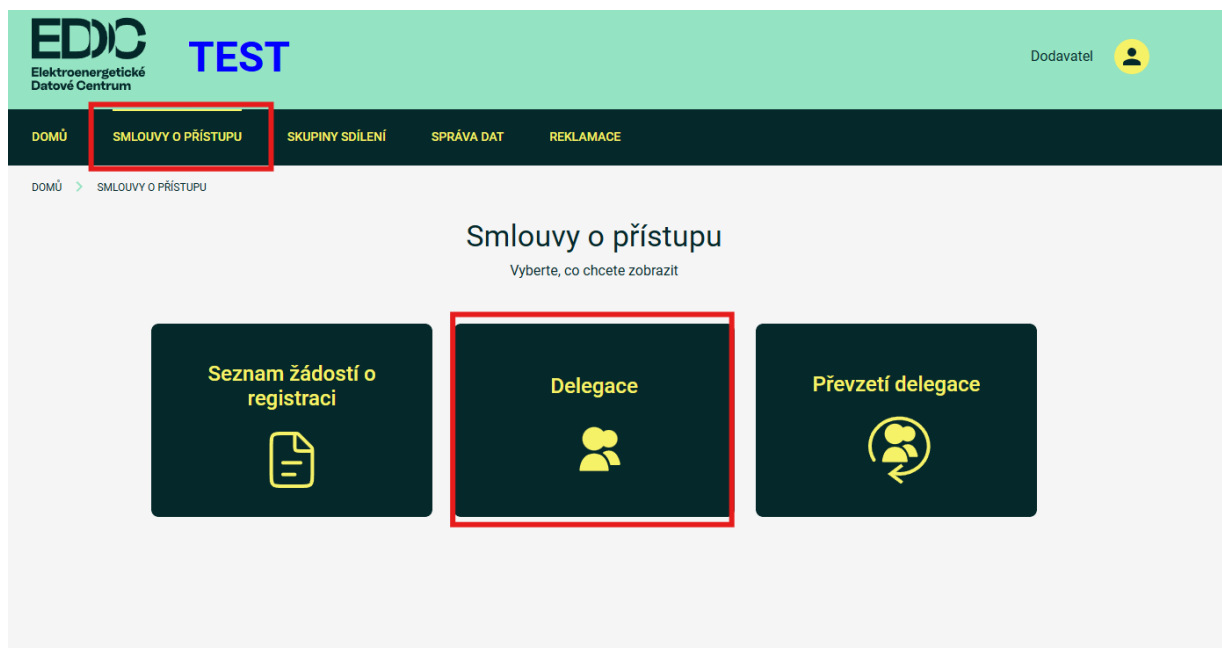 EDC
Elektroenergetické
Datové Centrum
TEST
Dodavatel
DOMŮ SMLOUVY O PŘÍSTUPU SKUPINY SDÍLENÍ SPRÁVA DAT REKLAMACE
DOMŮ > SMLOUVY O PŘÍSTUPU
Smlouvy o přístupu
Vyberte, co chcete zobrazit
Seznam žádostí o
registraci
Delegace
Převzetí delegace